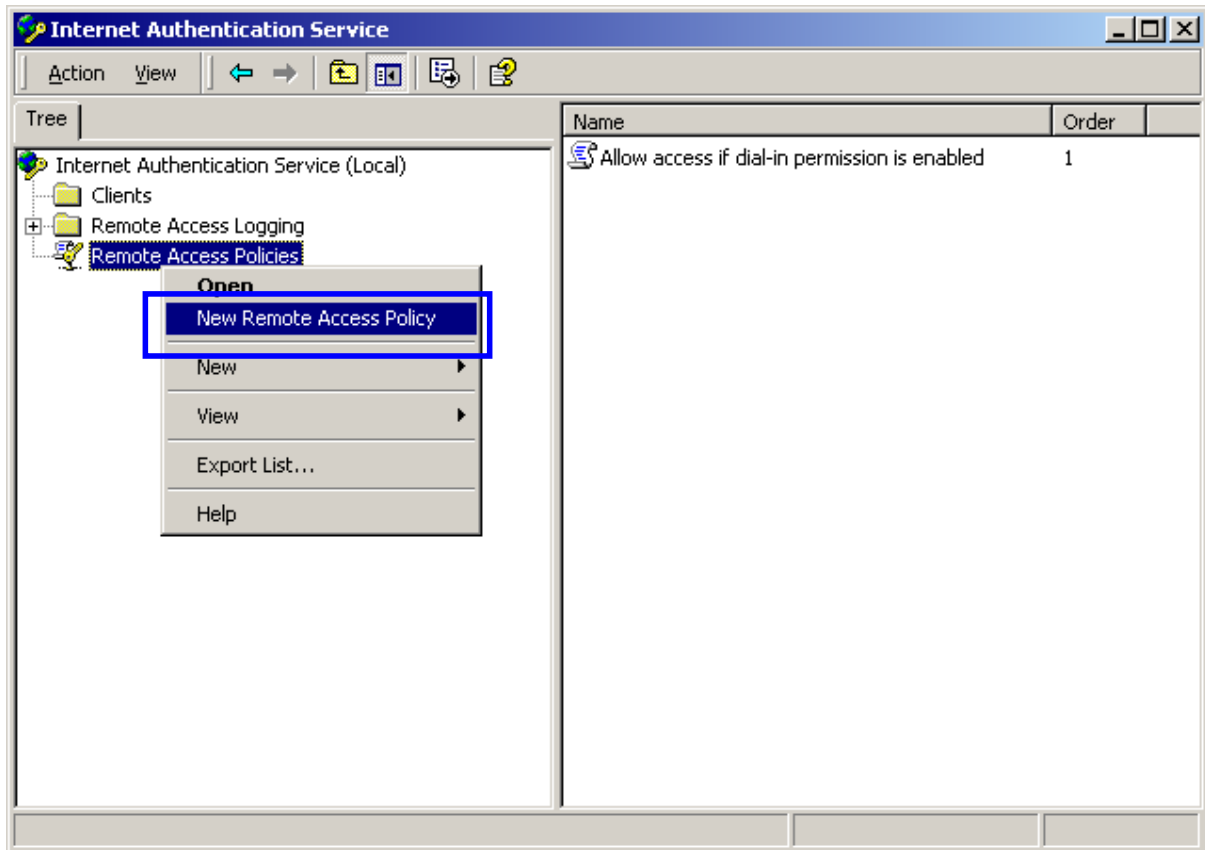 Internet Authentication Service
Action View
Tree
Name Order
Internet Authentication Service (Local)
Allow access if dial-in permission is enabled 1
Clients
Remote Access Logging
Remote Access Policies
Open
New Remote Access Policy
New
View
Export List...
Help